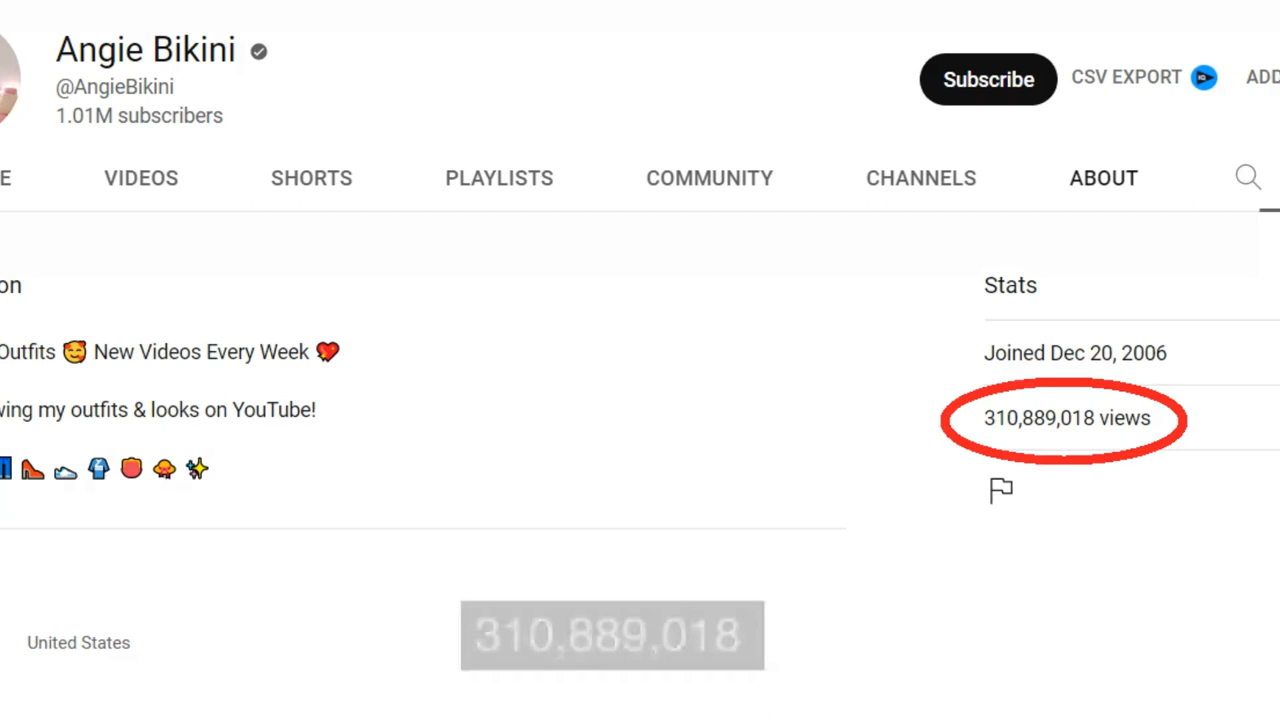 Angie Bikini
@AngieBikini
1.01M subscribers
Subscribe
CSV EXPORT
ADD
E
VIDEOS
SHORTS
PLAYLISTS
COMMUNITY
CHANNELS
ABOUT
on
Outfits 🥰 New Videos Every Week 💖
wing my outfits & looks on YouTube!
Stats
Joined Dec 20, 2006
310,889,018 views
United States
310,889,018